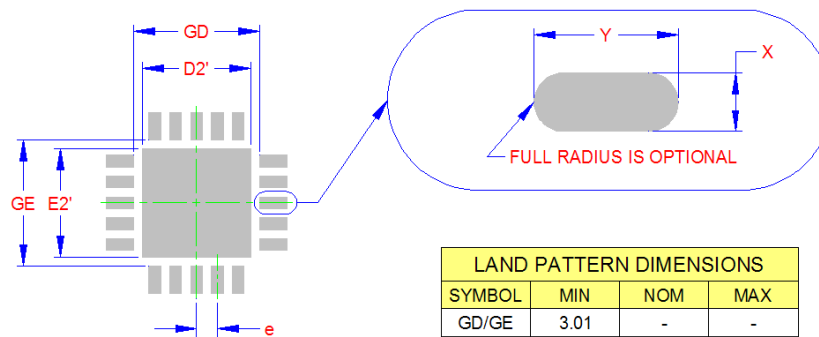 GD
D2'
GE
E2'
e
Y
X
FULL RADIUS IS OPTIONAL
LAND PATTERN DIMENSIONS
SYMBOL MIN NOM MAX
GD/GE 3.01 - -